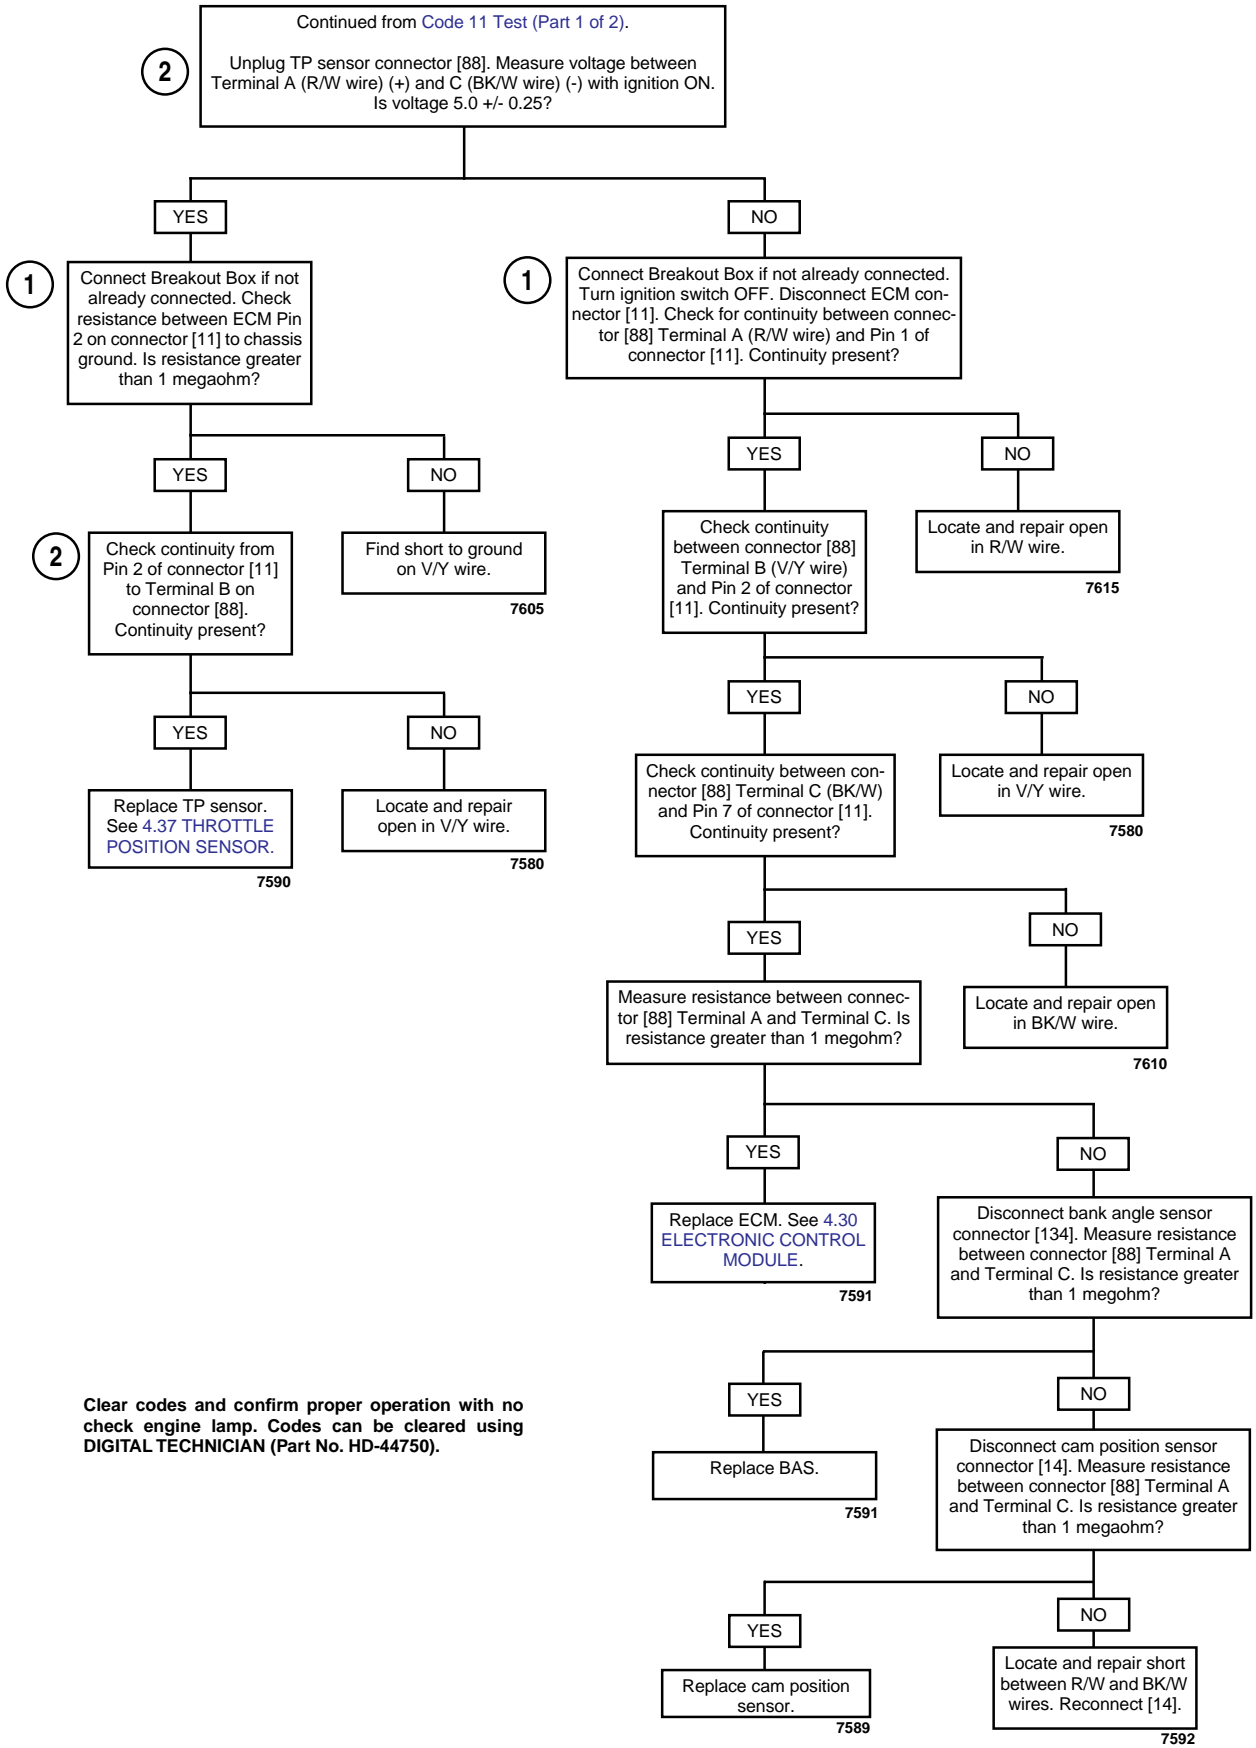 Continued from Code 11 Test (Part 1 of 2).
2
Unplug TP sensor connector [88]. Measure voltage between
Terminal A (R/W wire) (+) and C (BK/W wire) (-) with ignition ON.
Is voltage 5.0 +/- 0.25?
YES
NO
1
Connect Breakout Box if not
already connected. Check
resistance between ECM Pin
2 on connector [11] to chassis
ground. Is resistance greater
than 1 megaohm?
1
Connect Breakout Box if not already connected.
Turn ignition switch OFF. Disconnect ECM con-
nector [11]. Check for continuity between connec-
tor [88] Terminal A (R/W wire) and Pin 1 of
connector [11]. Continuity present?
YES
NO
YES
NO
2
Check continuity from
Pin 2 of connector [11]
to Terminal B on
connector [88].
Continuity present?
Find short to ground
on V/Y wire.
7605
Check continuity
between connector [88]
Terminal B (V/Y wire)
and Pin 2 of connector
[11]. Continuity present?
Locate and repair open
in R/W wire.
7615
YES
NO
YES
NO
Replace TP sensor.
See 4.37 THROTTLE
POSITION SENSOR.
7590
Locate and repair
open in V/Y wire.
7580
Check continuity between con-
nector [88] Terminal C (BK/W)
and Pin 7 of connector [11].
Continuity present?
Locate and repair open
in V/Y wire.
7580
YES
NO
Measure resistance between connec-
tor [88] Terminal A and Terminal C. Is
resistance greater than 1 megohm?
Locate and repair open
in BK/W wire.
7610
YES
NO
Replace ECM. See 4.30
ELECTRONIC CONTROL
MODULE.
7591
Disconnect bank angle sensor
connector [134]. Measure resistance
between connector [88] Terminal A
and Terminal C. Is resistance greater
than 1 megohm?
YES
NO
Clear codes and confirm proper operation with no
check engine lamp. Codes can be cleared using
DIGITAL TECHNICIAN (Part No. HD-44750).
Replace BAS.
7591
Disconnect cam position sensor
connector [14]. Measure resistance
between connector [88] Terminal A
and Terminal C. Is resistance greater
than 1 megaohm?
YES
NO
Replace cam position
sensor.
7589
Locate and repair short
between R/W and BK/W
wires. Reconnect [14].
7592